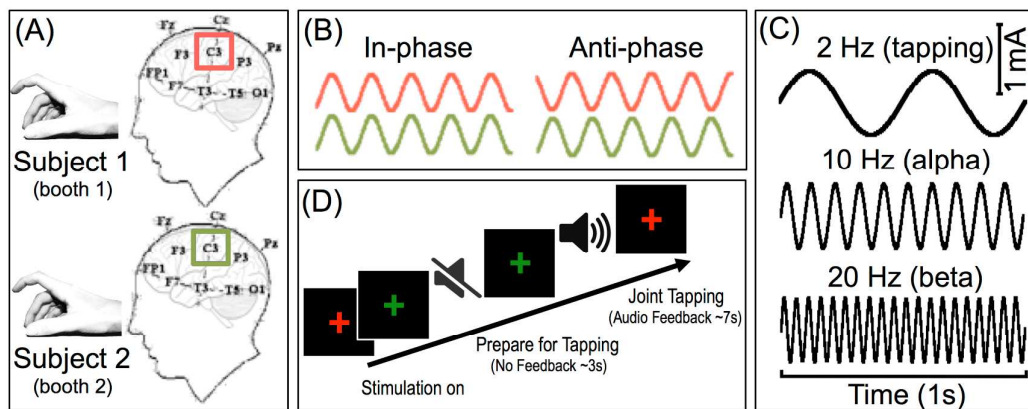 (A)
Cz
Fz
C3
F3
P3
Pz
FP1
F7
T3
T5
O1
Subject 1
(booth 1)
Cz
Fz
C3
F3
P3
Pz
FP1
F7
T3
T5
O1
Subject 2
(booth 2)
(B)
In-phase
Anti-phase
(D)
Stimulation on
Prepare for Tapping
(No Feedback ~3s)
Joint Tapping
(Audio Feedback ~7s)
(C)
2 Hz (tapping)
1 mA
10 Hz (alpha)
20 Hz (beta)
Time (1s)